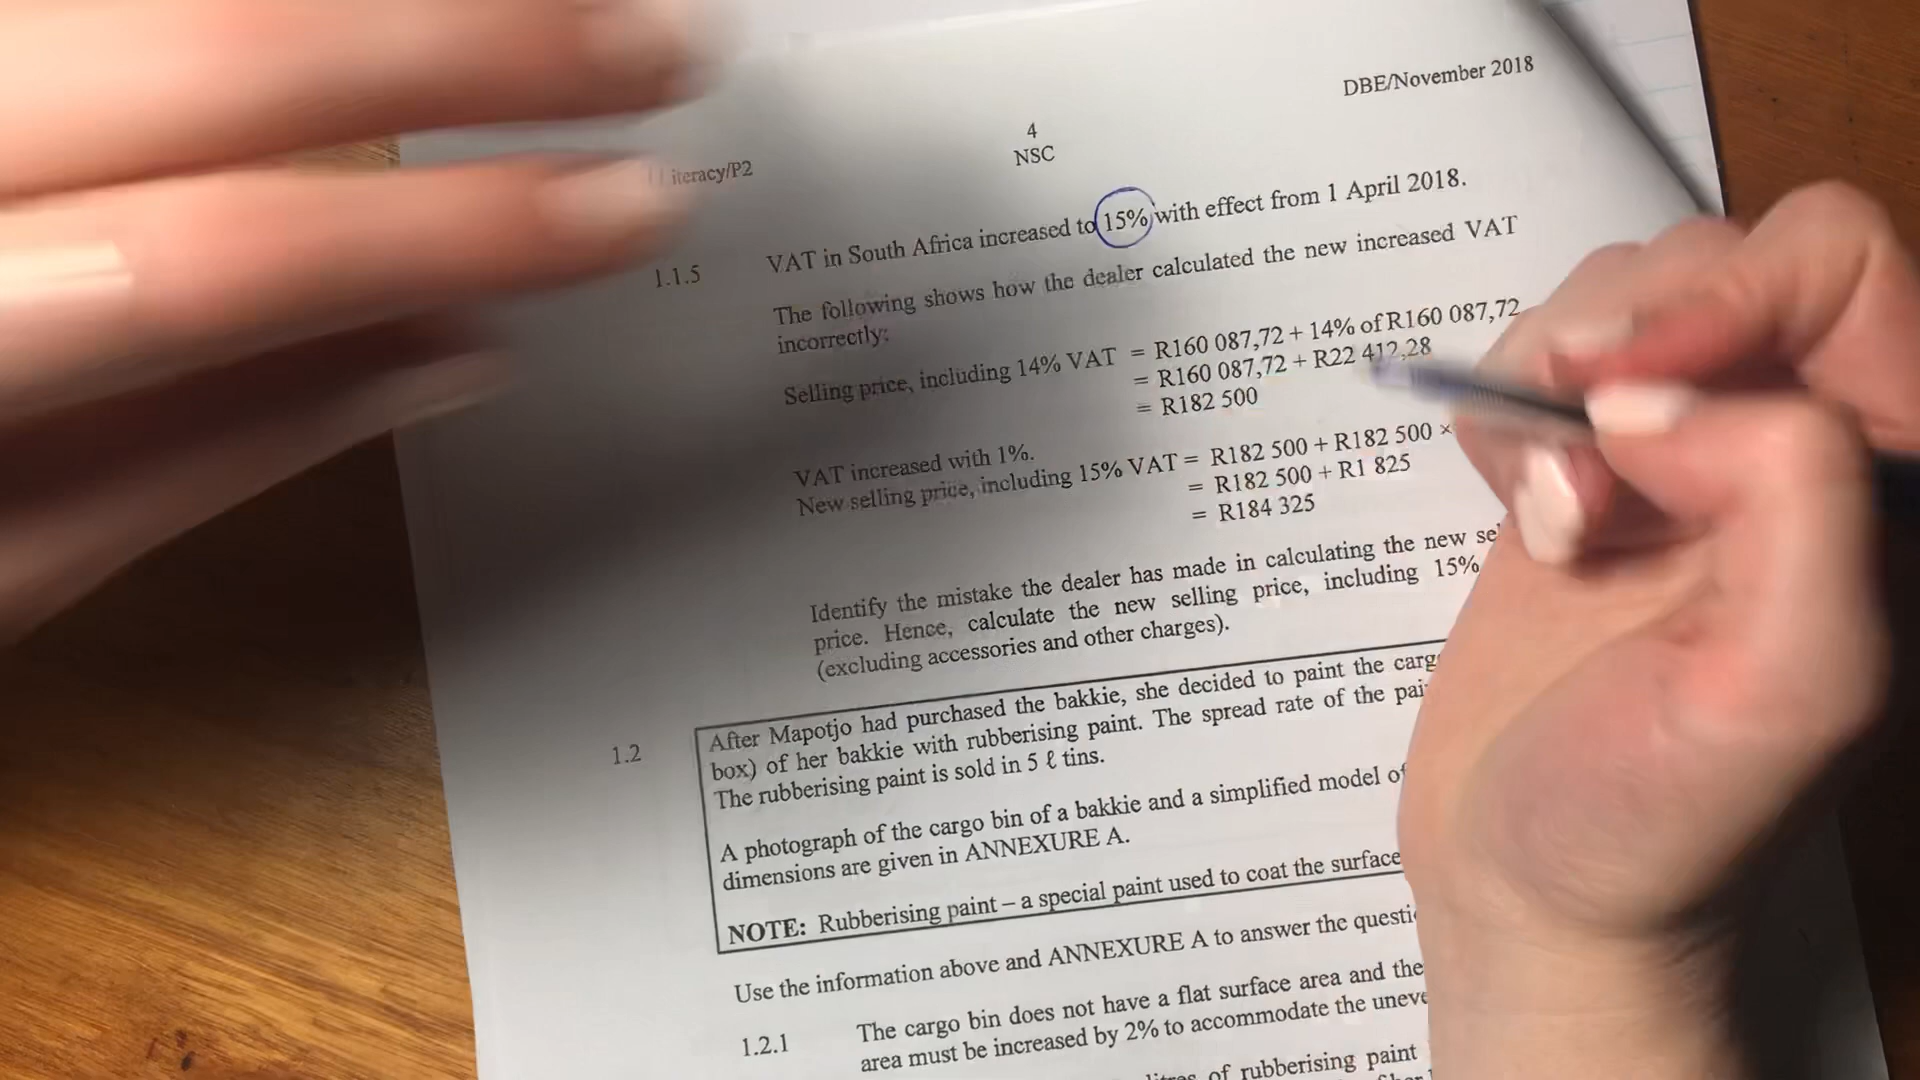 DBE/November 2018
4
NSC
iteracy/P2
1.1.5 VAT in South Africa increased to 15% with effect from 1 April 2018.
The following shows how the dealer calculated the new increased VAT
incorrectly:
Selling price, including 14% VAT = R160 087,72 + 14% of R160 087,72
= R160 087,72 + R22 412,28
= R182 500
VAT increased with 1%.
New selling price, including 15% VAT = R182 500 + R182 500 ×
= R182 500 + R1 825
= R184 325
Identify the mistake the dealer has made in calculating the new
price. Hence, calculate the new selling price, including 15%
(excluding accessories and other charges).
1.2 After Mapotjo had purchased the bakkie, she decided to paint the
box) of her bakkie with rubberising paint. The spread rate of the
The rubberising paint is sold in 5 ℓ tins.
A photograph of the cargo bin of a bakkie and a simplified model
dimensions are given in ANNEXURE A.
NOTE: Rubberising paint – a special paint used to coat the surface
Use the information above and ANNEXURE A to answer the
1.2.1 The cargo bin does not have a flat surface area and the
area must be increased by 2% to accommodate the
of rubberising paint